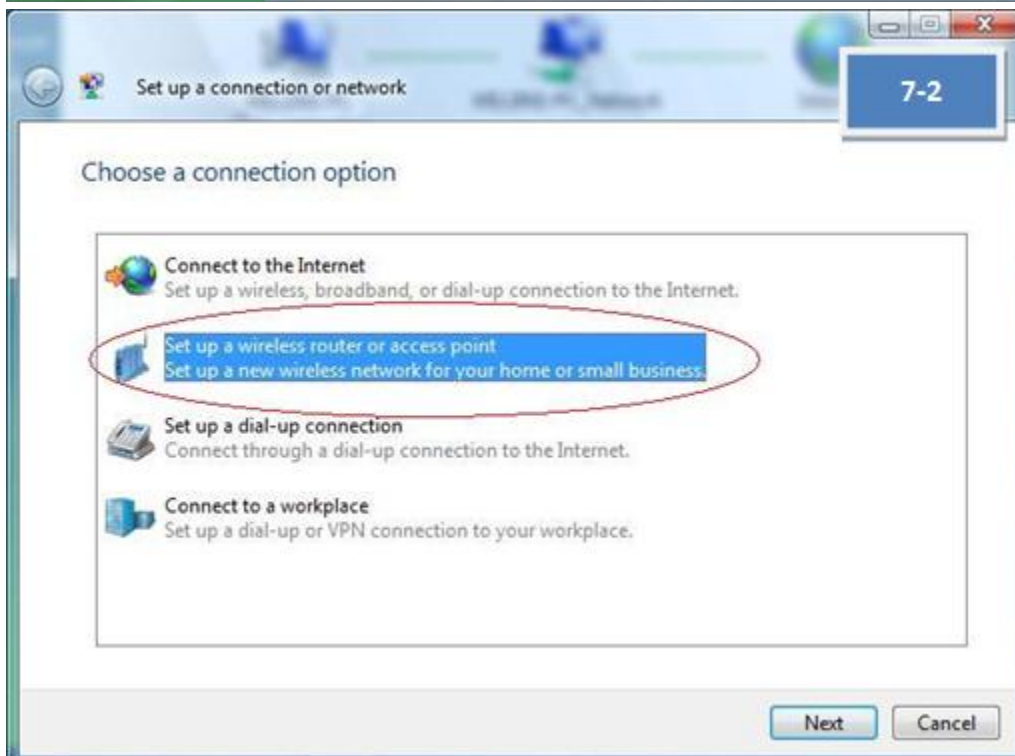 Set up a connection or network
7-2
Choose a connection option
Connect to the Internet
Set up a wireless, broadband, or dial-up connection to the Internet.
Set up a wireless router or access point
Set up a new wireless network for your home or small business.
Set up a dial-up connection
Connect through a dial-up connection to the Internet.
Connect to a workplace
Set up a dial-up or VPN connection to your workplace.
Next
Cancel